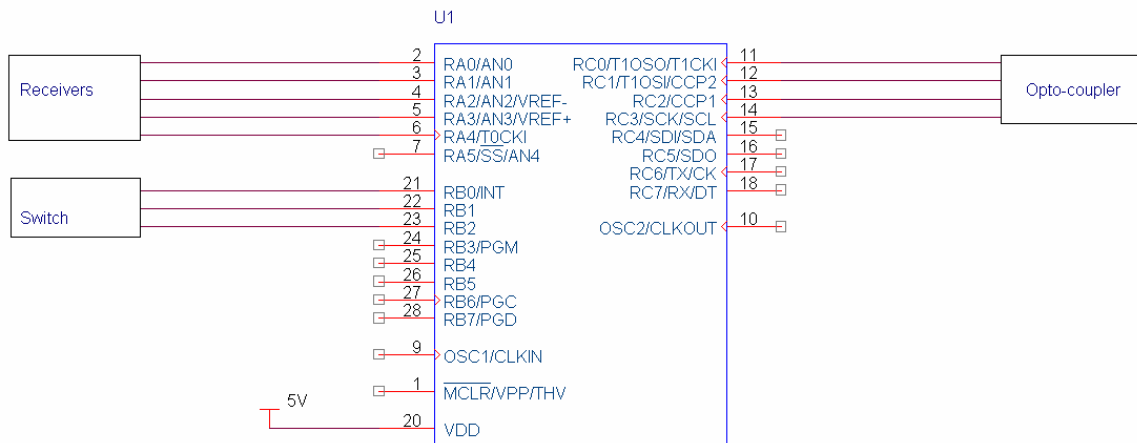 U1
Receivers
2 RA0/AN0
3 RA1/AN1
4 RA2/AN2/VREF-
5 RA3/AN3/VREF+
6 RA4/T0CKI
7 RA5/SS/AN4
Switch
21 RB0/INT
22 RB1
23 RB2
24 RB3/PGM
25 RB4
26 RB5
27 RB6/PGC
28 RB7/PGD
9 OSC1/CLKIN
1 MCLR/VPP/THV
5V
20 VDD
RC0/T1OSO/T1CKI 11
RC1/T1OSI/CCP2 12
RC2/CCP1 13
RC3/SCK/SCL 14
RC4/SDI/SDA 15
RC5/SDO 16
RC6/TX/CK 17
RC7/RX/DT 18
OSC2/CLKOUT 10
Opto-coupler